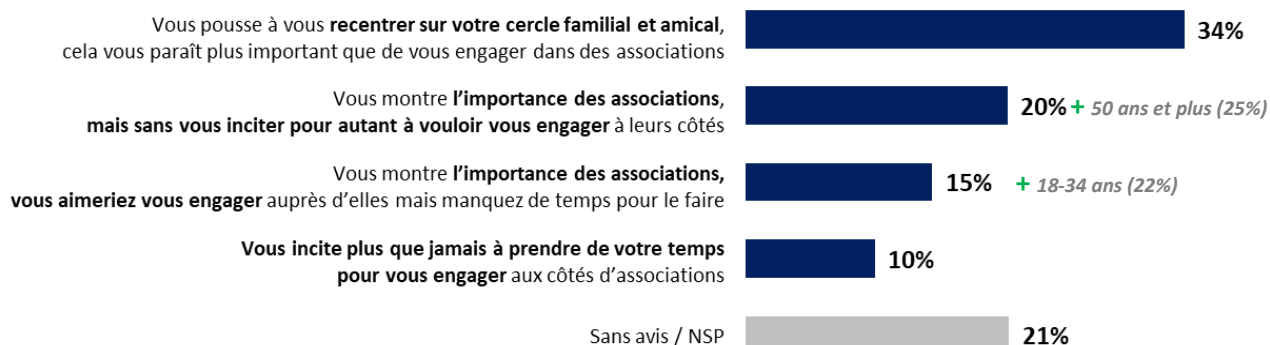 Vous pousse à vous recentrer sur votre cercle familial et amical,
cela vous paraît plus important que de vous engager dans des associations
34%
Vous montre l’importance des associations,
mais sans vous inciter pour autant à vouloir vous engager à leurs côtés
20% + 50 ans et plus (25%)
Vous montre l’importance des associations,
vous aimeriez vous engager auprès d’elles mais manquez de temps pour le faire
15% + 18-34 ans (22%)
Vous incite plus que jamais à prendre de votre temps
pour vous engager aux côtés d’associations
10%
Sans avis / NSP
21%